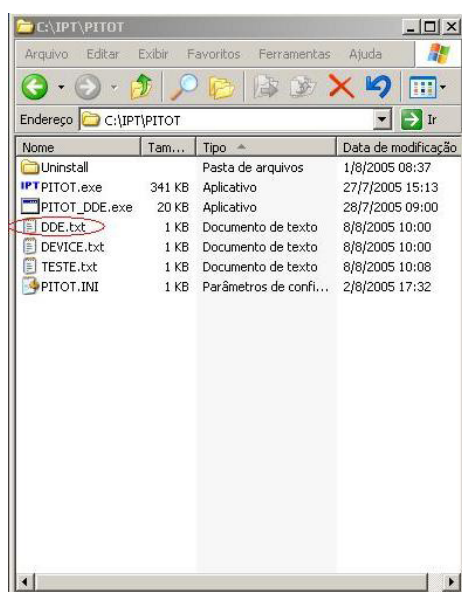 C:\IPT\PITOT
Arquivo Editar Exibir Favoritos Ferramentas Ajuda
Endereço C:\IPT\PITOT Ir
Nome Tam... Tipo Data de modificação
Uninstall Pasta de arquivos 1/8/2005 08:37
IPT PITOT.exe 341 KB Aplicativo 27/7/2005 15:13
PITOT_DDE.exe 20 KB Aplicativo 28/7/2005 09:00
DDE.txt 1 KB Documento de texto 8/8/2005 10:00
DEVICE.txt 1 KB Documento de texto 8/8/2005 10:00
TESTE.txt 1 KB Documento de texto 8/8/2005 10:08
PITOT.INI 1 KB Parâmetros de confi... 2/8/2005 17:32